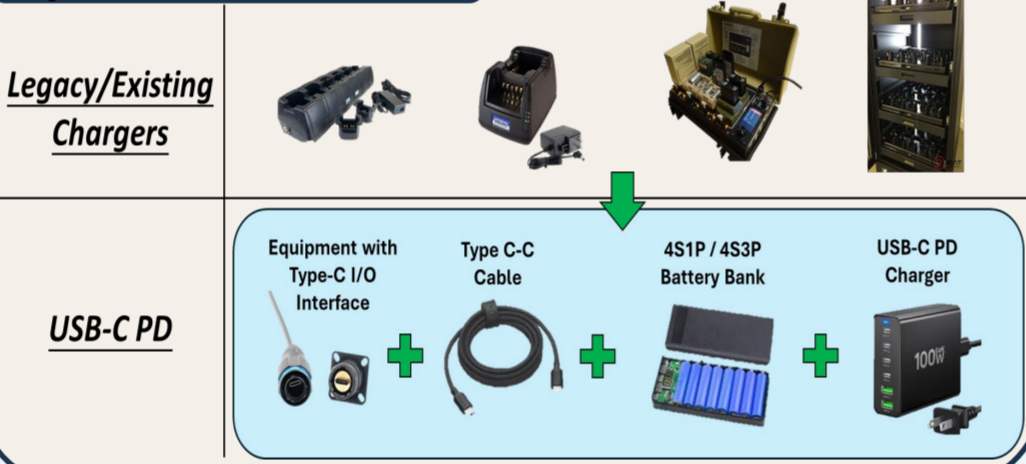 Legacy/Existing
Chargers
USB-C PD
Equipment with
Type-C I/O
Interface
Type C-C
Cable
4S1P / 4S3P
Battery Bank
USB-C PD
Charger
100W